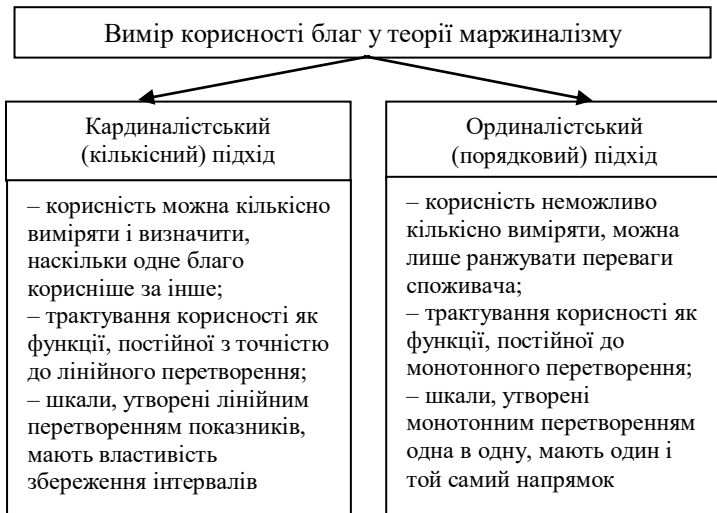 Вимір корисності благ у теорії маржиналізму
Кардиналістський
(кількісний) підхід
– корисність можна кількісно
виміряти і визначити,
наскільки одне благо
корисніше за інше;
– трактування корисності як
функції, постійної з точністю
до лінійного перетворення;
– шкали, утворені лінійним
перетворенням показників,
мають властивість
збереження інтервалів
Ординалістський
(порядковий) підхід
– корисність неможливо
кількісно виміряти, можна
лише ранжувати переваги
споживача;
– трактування корисності як
функції, постійної до
монотонного перетворення;
– шкали, утворені
монотонним перетворенням
одна в одну, мають один і
той самий напрямок